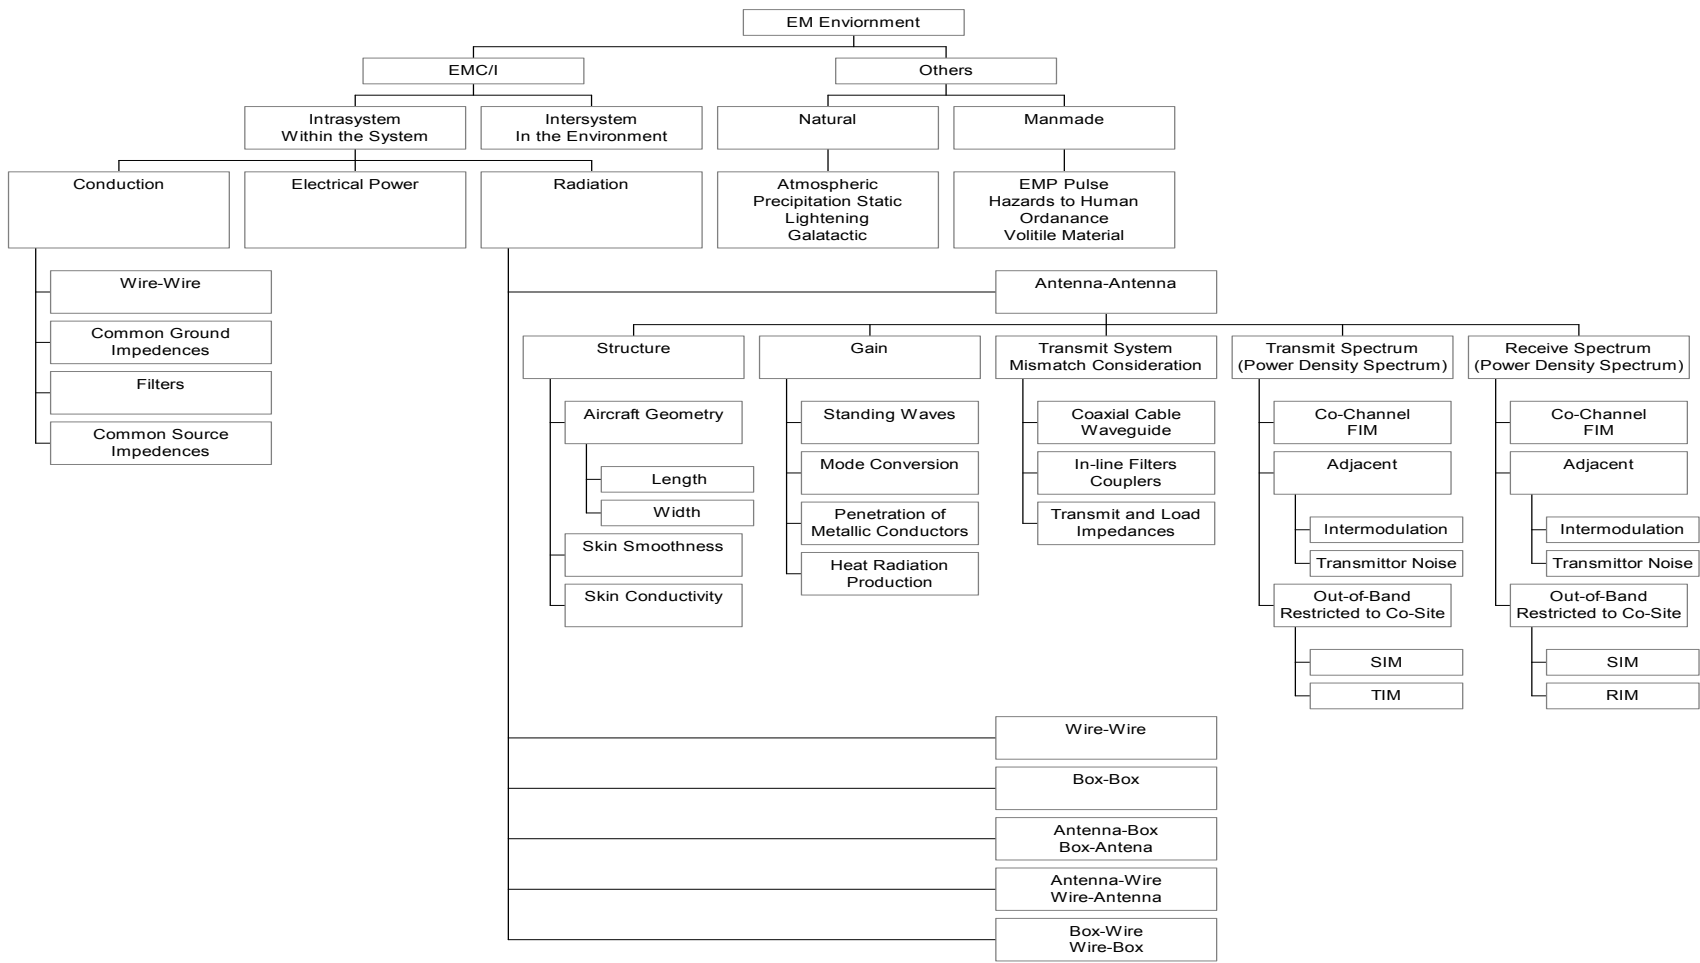 EM Enviornment
EMC/I
Others
Intrasystem
Within the System
Intersystem
In the Environment
Natural
Manmade
Conduction
Electrical Power
Radiation
Atmospheric
Precipitation Static
Lightening
Galatactic
EMP Pulse
Hazards to Human
Ordanance
Volitile Material
Wire-Wire
Common Ground
Impedences
Filters
Common Source
Impedences
Antenna-Antenna
Structure
Aircraft Geometry
Length
Width
Skin Smoothness
Skin Conductivity
Gain
Standing Waves
Mode Conversion
Penetration of
Metallic Conductors
Heat Radiation
Production
Transmit System
Mismatch Consideration
Coaxial Cable
Waveguide
In-line Filters
Couplers
Transmit and Load
Impedances
Transmit Spectrum
(Power Density Spectrum)
Co-Channel
FIM
Adjacent
Intermodulation
Transmittor Noise
Out-of-Band
Restricted to Co-Site
SIM
TIM
Receive Spectrum
(Power Density Spectrum)
Co-Channel
FIM
Adjacent
Intermodulation
Transmittor Noise
Out-of-Band
Restricted to Co-Site
SIM
RIM
Wire-Wire
Box-Box
Antenna-Box
Box-Antena
Antenna-Wire
Wire-Antenna
Box-Wire
Wire-Box